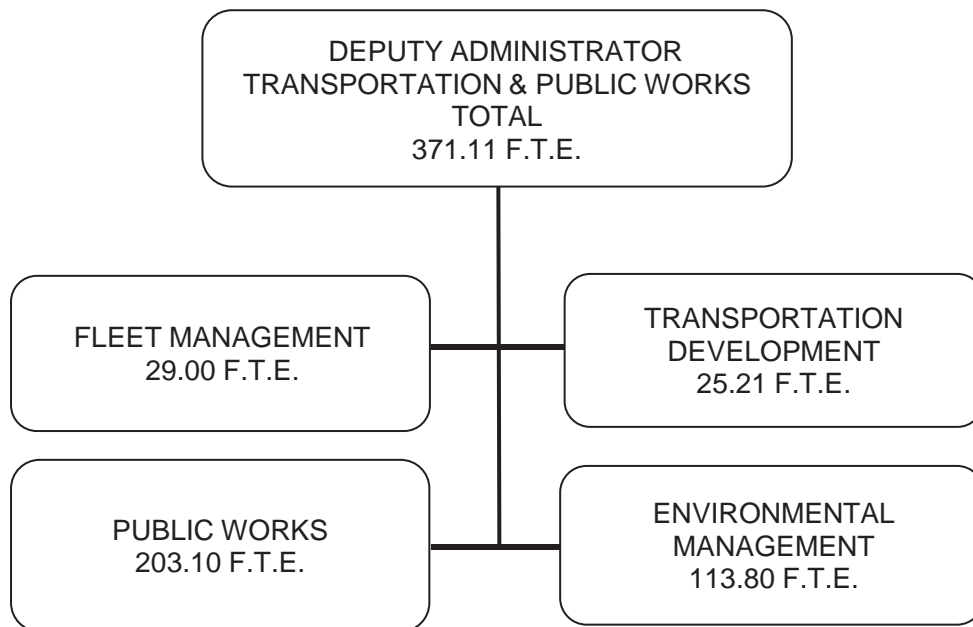 DEPUTY ADMINISTRATOR
TRANSPORTATION & PUBLIC WORKS
TOTAL
371.11 F.T.E.
FLEET MANAGEMENT
29.00 F.T.E.
TRANSPORTATION
DEVELOPMENT
25.21 F.T.E.
PUBLIC WORKS
203.10 F.T.E.
ENVIRONMENTAL
MANAGEMENT
113.80 F.T.E.